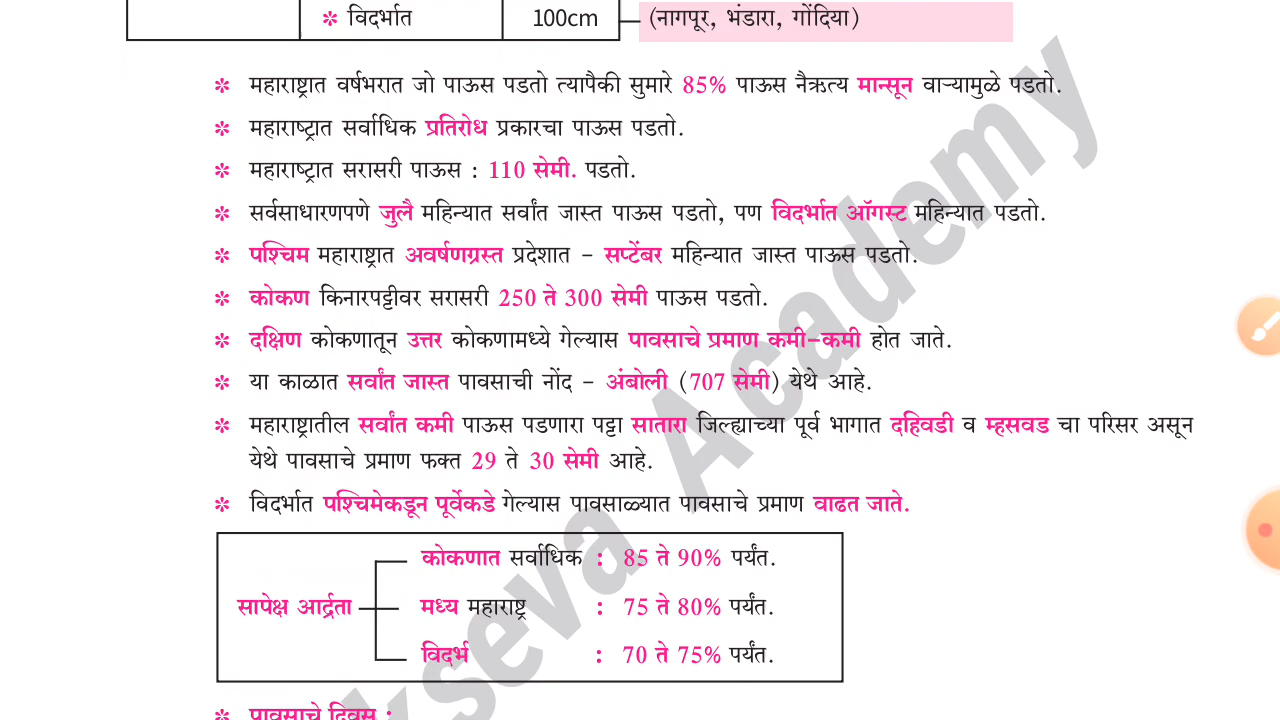 ✽ विदर्भात 100cm (नागपूर, भंडारा, गोंदिया)
✽ महाराष्ट्रात वर्षभरात जो पाऊस पडतो त्यापैकी सुमारे 85% पाऊस नैऋत्य मान्सून वाऱ्यामुळे पडतो.
✽ महाराष्ट्रात सर्वाधिक प्रतिरोध प्रकारचा पाऊस पडतो.
✽ महाराष्ट्रात सरासरी पाऊस : 110 सेमी. पडतो.
✽ सर्वसाधारणपणे जुलै महिन्यात सर्वांत जास्त पाऊस पडतो, पण विदर्भात ऑगस्ट महिन्यात पडतो.
✽ पश्चिम महाराष्ट्रात अवर्षणग्रस्त प्रदेशात – सप्टेंबर महिन्यात जास्त पाऊस पडतो.
✽ कोकण किनारपट्टीवर सरासरी 250 ते 300 सेमी पाऊस पडतो.
✽ दक्षिण कोकणातून उत्तर कोकणामध्ये गेल्यास पावसाचे प्रमाण कमी-कमी होत जाते.
✽ या काळात सर्वांत जास्त पावसाची नोंद – अंबोली (707 सेमी) येथे आहे.
✽ महाराष्ट्रातील सर्वांत कमी पाऊस पडणारा पट्टा सातारा जिल्ह्याच्या पूर्व भागात दहिवडी व म्हसवड चा परिसर असून
येथे पावसाचे प्रमाण फक्त 29 ते 30 सेमी आहे.
✽ विदर्भात पश्चिमेकडून पूर्वेकडे गेल्यास पावसाळ्यात पावसाचे प्रमाण वाढत जाते.
कोकणात सर्वाधिक : 85 ते 90% पर्यंत.
सापेक्ष आर्द्रता मध्य महाराष्ट्र : 75 ते 80% पर्यंत.
विदर्भ : 70 ते 75% पर्यंत.
✽ पावसाचे दिवस :
kseva Academy